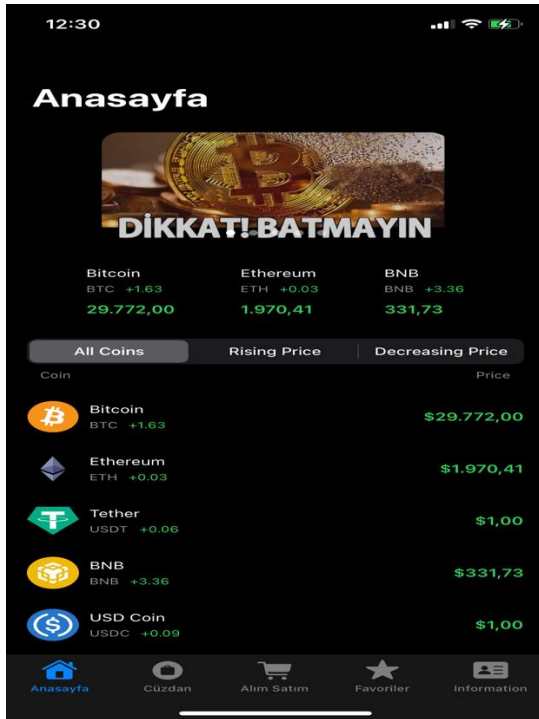 12:30
Anasayfa
DİKKAT! BATMAYIN
Bitcoin Ethereum BNB
BTC +1.63 ETH +0.03 BNB +3.36
29.772,00 1.970,41 331,73
All Coins Rising Price Decreasing Price
Coin Price
Bitcoin
BTC +1.63
$29.772,00
Ethereum
ETH +0.03
$1.970,41
Tether
USDT +0.06
$1,00
BNB
BNB +3.36
$331,73
USD Coin
USDC +0.09
$1,00
Anasayfa Cüzdan Alım Satım Favoriler Information